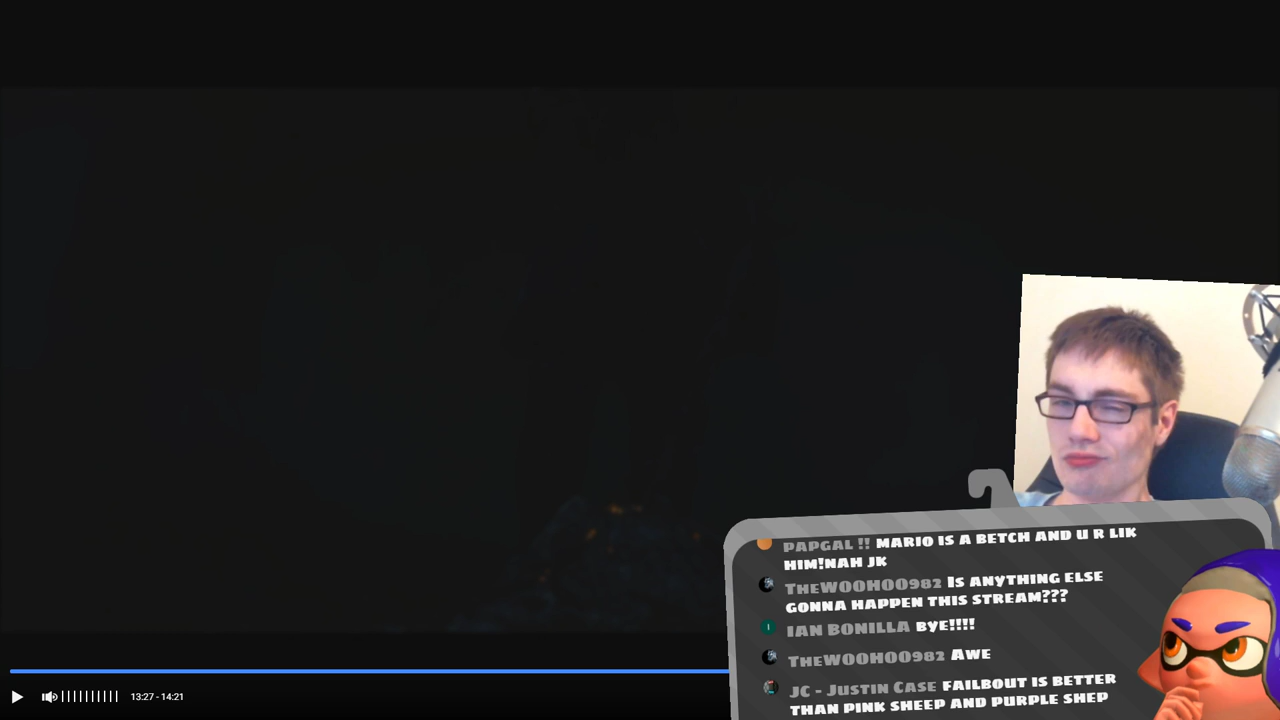 PAPGAL !! MARIO IS A BETCH AND U R LIK
HIM!NAH JK
THEWOOHOO982 IS ANYTHING ELSE
GONNA HAPPEN THIS STREAM???
I IAN BONILLA BYE!!!!
THEWOOHOO982 AWE
JC - JUSTIN CASE FAILBOUT IS BETTER
THAN PINK SHEEP AND PURPLE SHEP
13:27 - 14:21